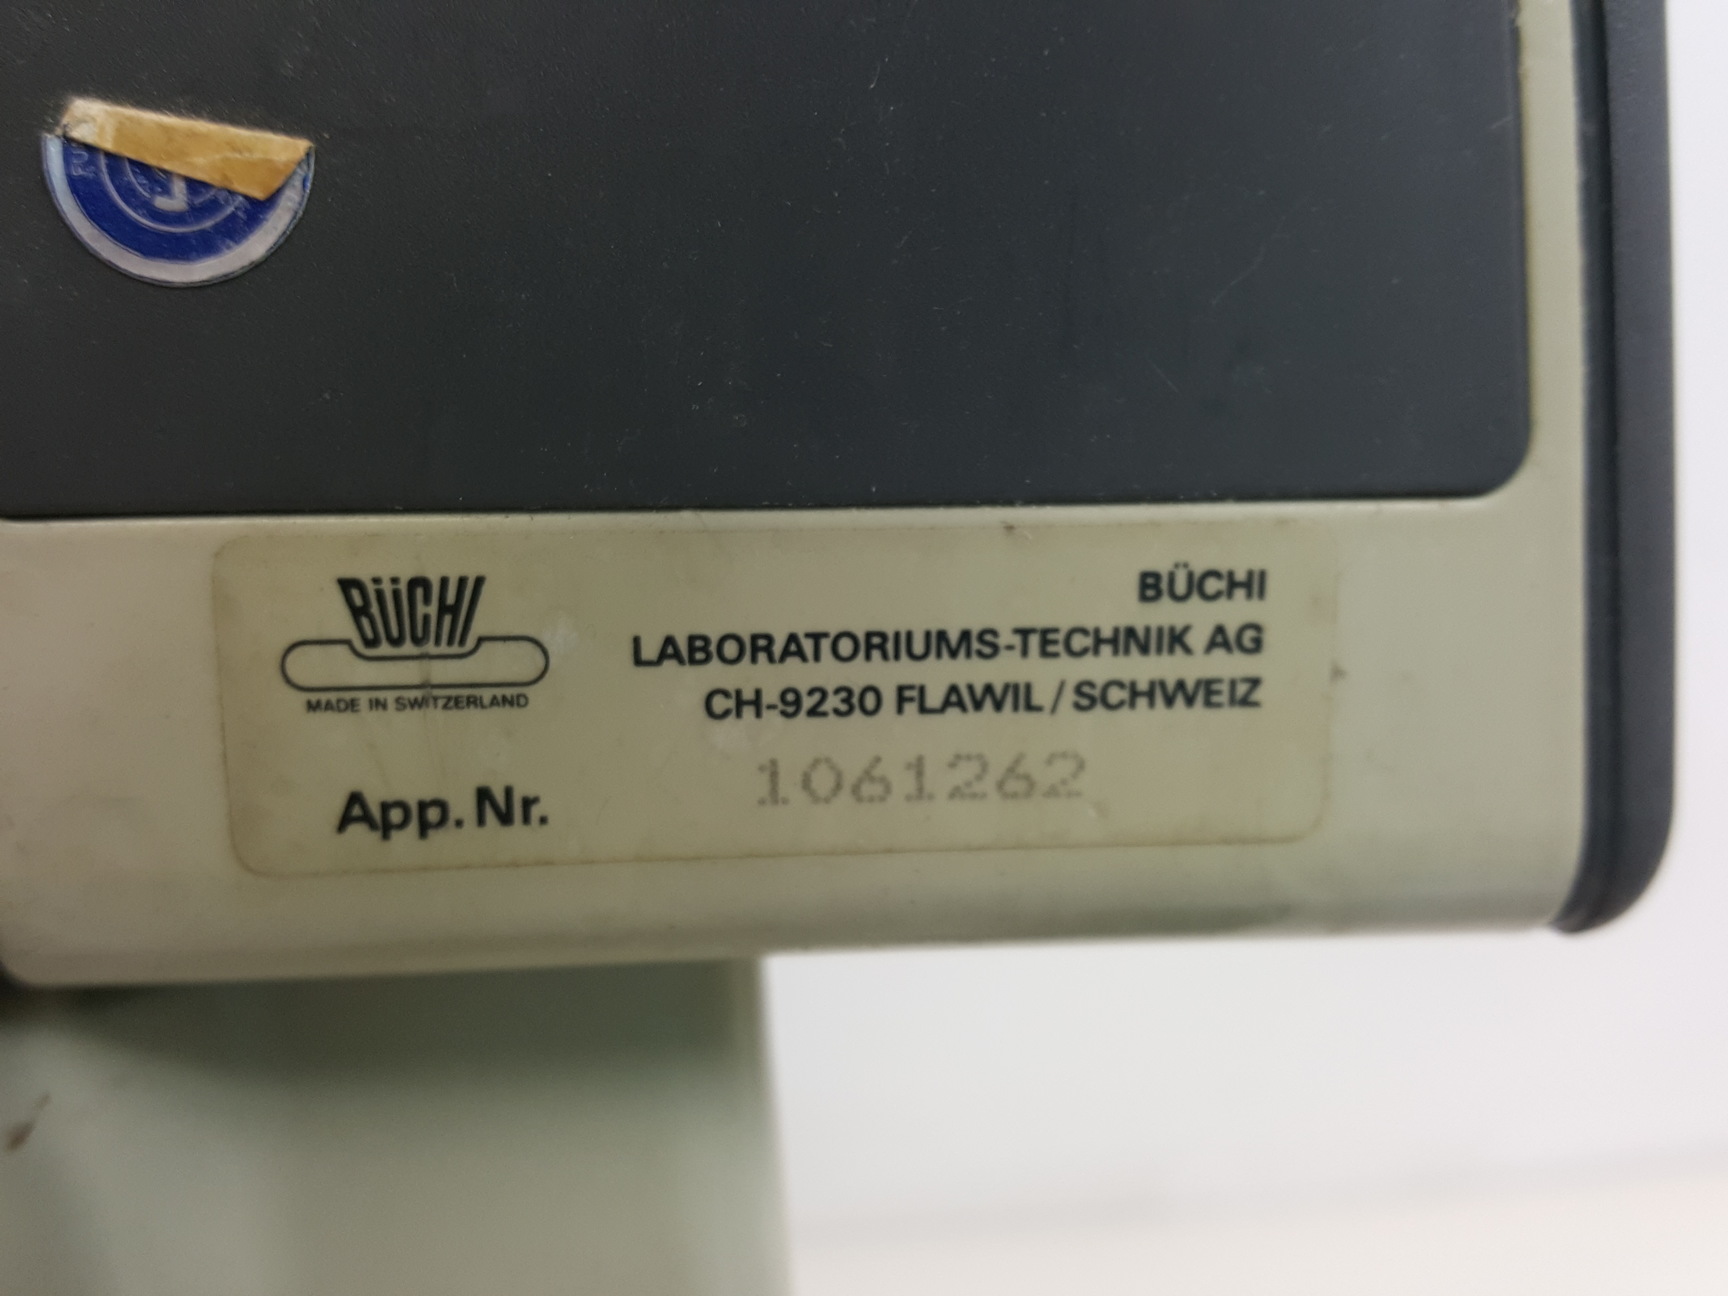 BÜCHI
MADE IN SWITZERLAND
BÜCHI
LABORATORIUMS-TECHNIK AG
CH-9230 FLAWIL / SCHWEIZ
App. Nr. 1061262